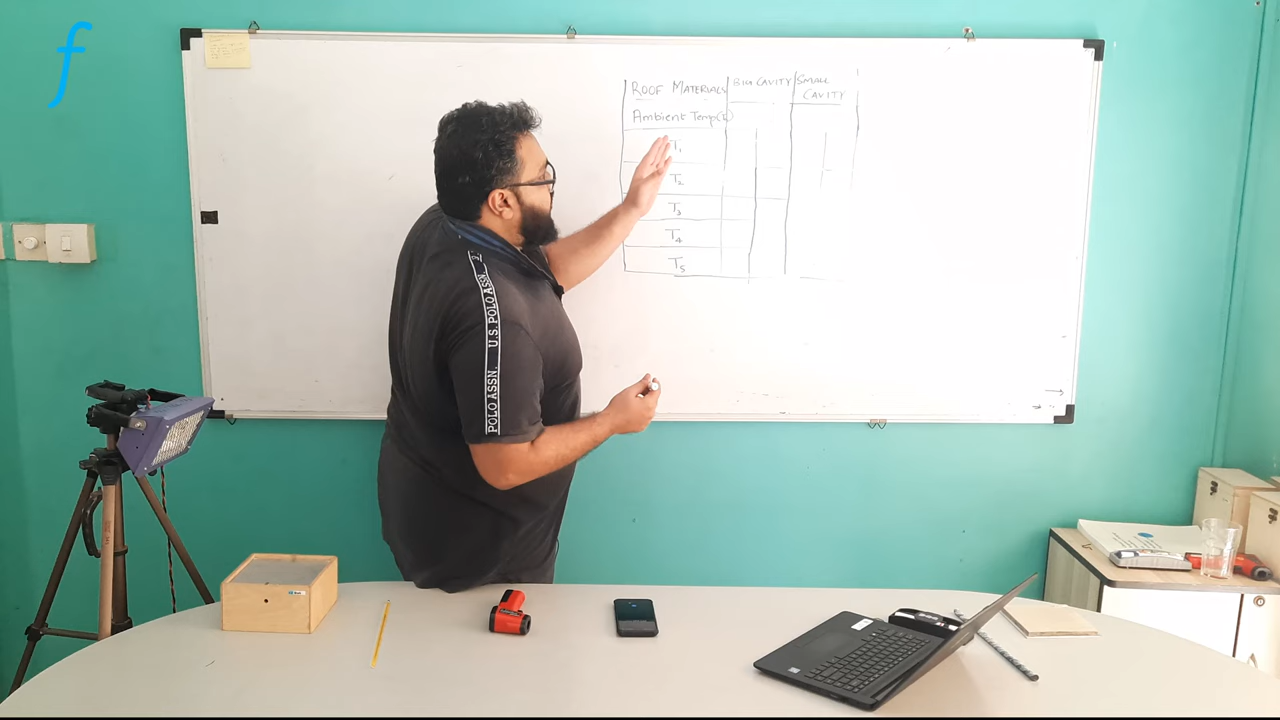 f
ROOF MATERIALS BIG CAVITY SMALL CAVITY
Ambient Temp
T1
T2
T3
T4
T5
U.S. POLO ASSN.
POLO ASSN.